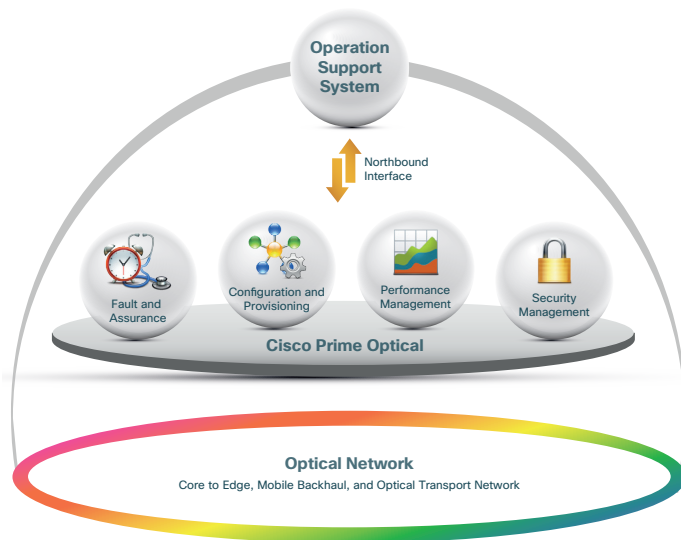 Operation
Support
System
Northbound
Interface
Fault and
Assurance
Configuration and
Provisioning
Performance
Management
Security
Management
Cisco Prime Optical
Optical Network
Core to Edge, Mobile Backhaul, and Optical Transport Network